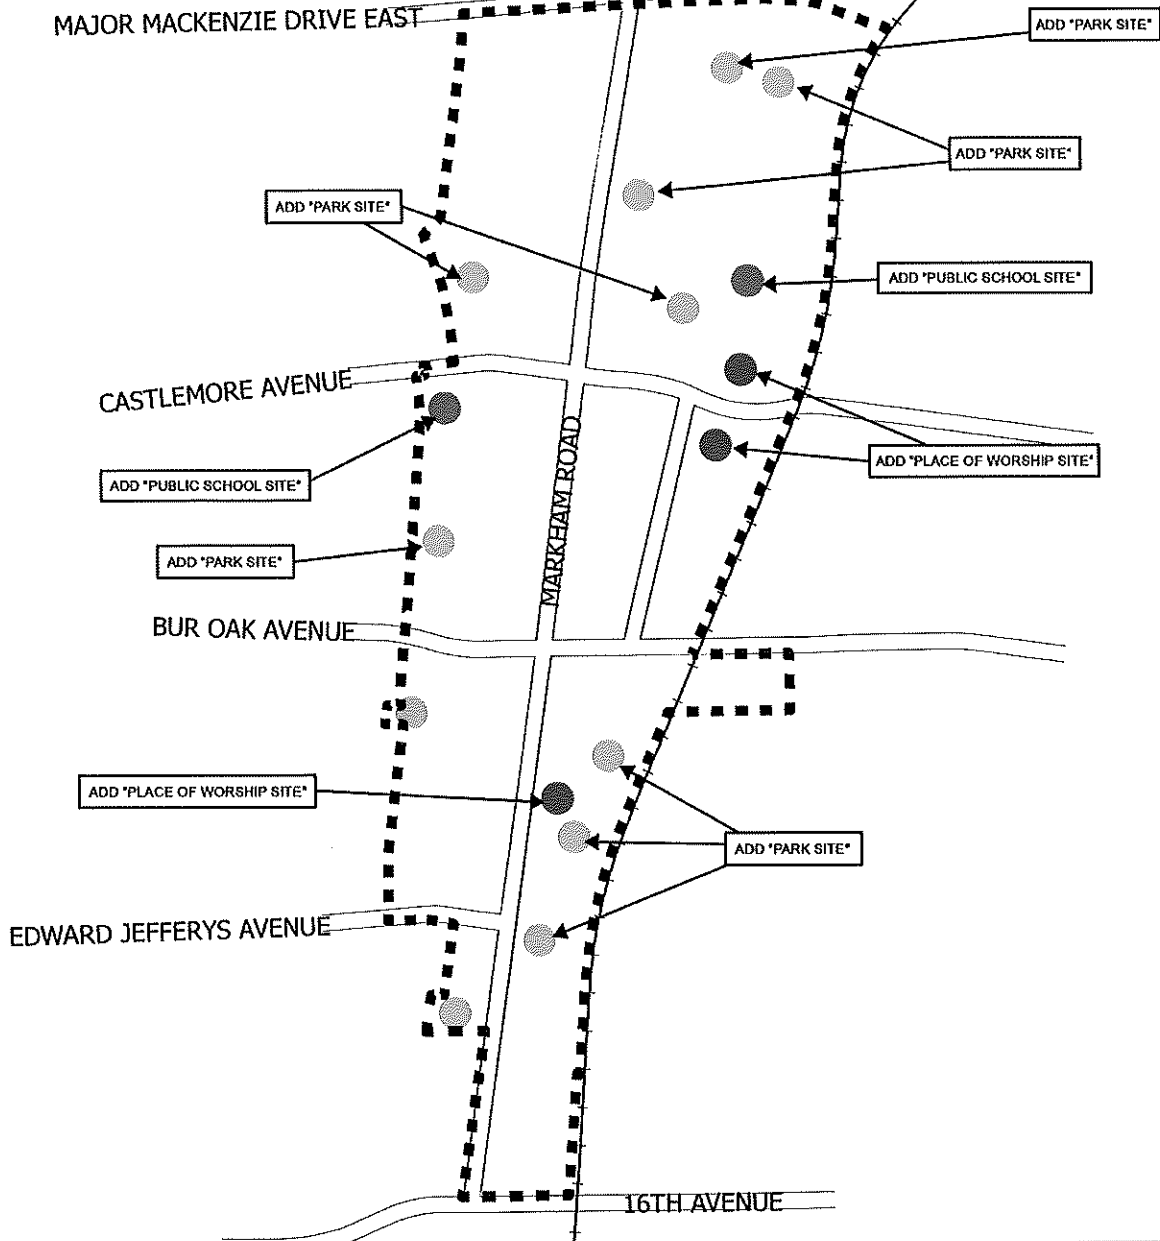 MAJOR MACKENZIE DRIVE EAST
ADD "PARK SITE"
ADD "PARK SITE"
ADD "PARK SITE"
ADD "PUBLIC SCHOOL SITE"
CASTLEMORE AVENUE
MARKHAM ROAD
ADD "PLACE OF WORSHIP SITE"
ADD "PUBLIC SCHOOL SITE"
ADD "PARK SITE"
BUR OAK AVENUE
ADD "PLACE OF WORSHIP SITE"
ADD "PARK SITE"
EDWARD JEFFERYS AVENUE
16TH AVENUE